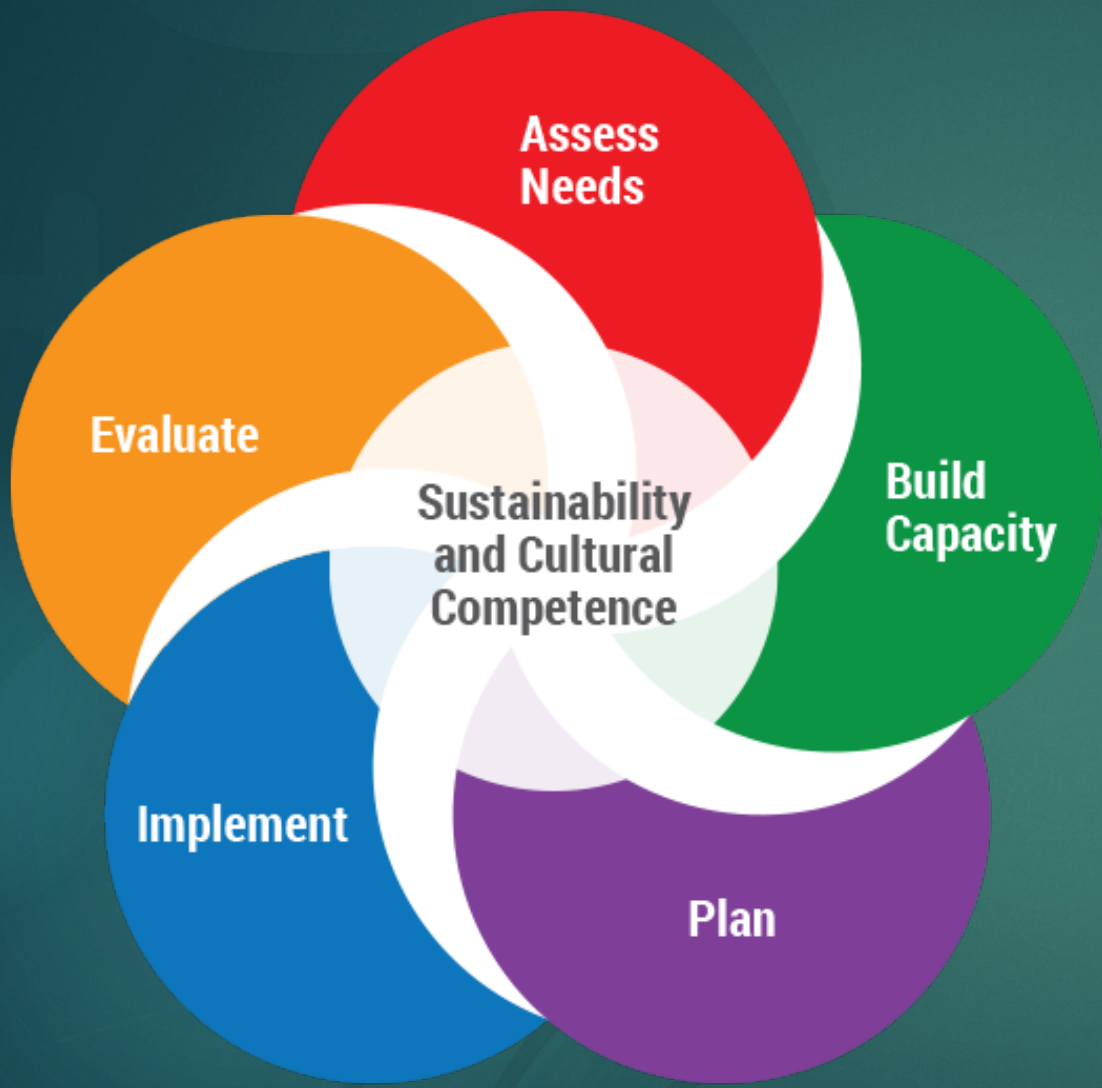 Assess
Needs
Build
Capacity
Plan
Implement
Evaluate
Sustainability
and Cultural
Competence